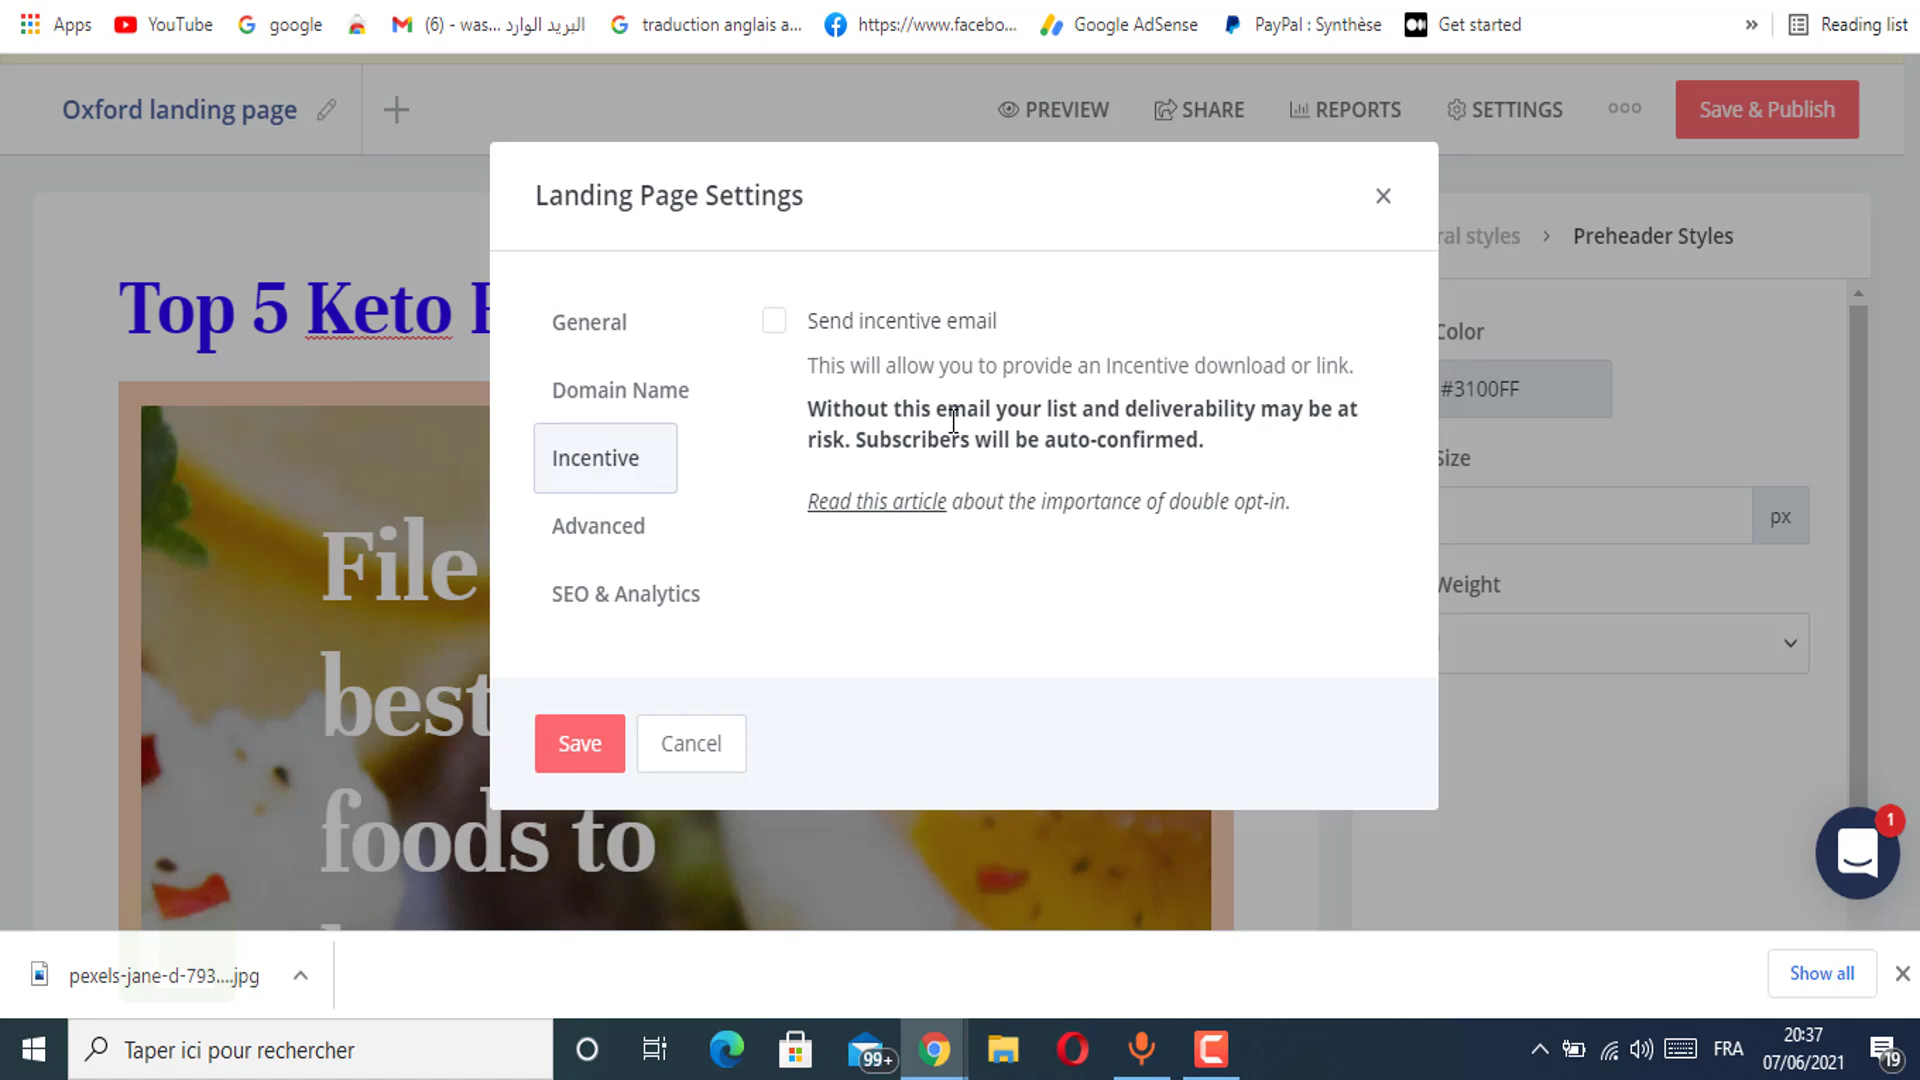 Apps YouTube google (6) - was... البريد الوارد traduction anglais a... https://www.facebo... Google AdSense PayPal : Synthèse Get started » Reading list
Oxford landing page PREVIEW SHARE REPORTS SETTINGS Save & Publish
Landing Page Settings
ral styles > Preheader Styles
Top 5 Keto
General
Send incentive email
Color
This will allow you to provide an Incentive download or link.
Domain Name
#3100FF
Without this email your list and deliverability may be at
risk. Subscribers will be auto-confirmed.
Incentive
Size
Read this article about the importance of double opt-in.
px
Advanced
File
Weight
SEO & Analytics
best
Save Cancel
foods to
1
pexels-jane-d-793....jpg
Show all
Taper ici pour rechercher
99+
FRA
20:37
07/06/2021
19